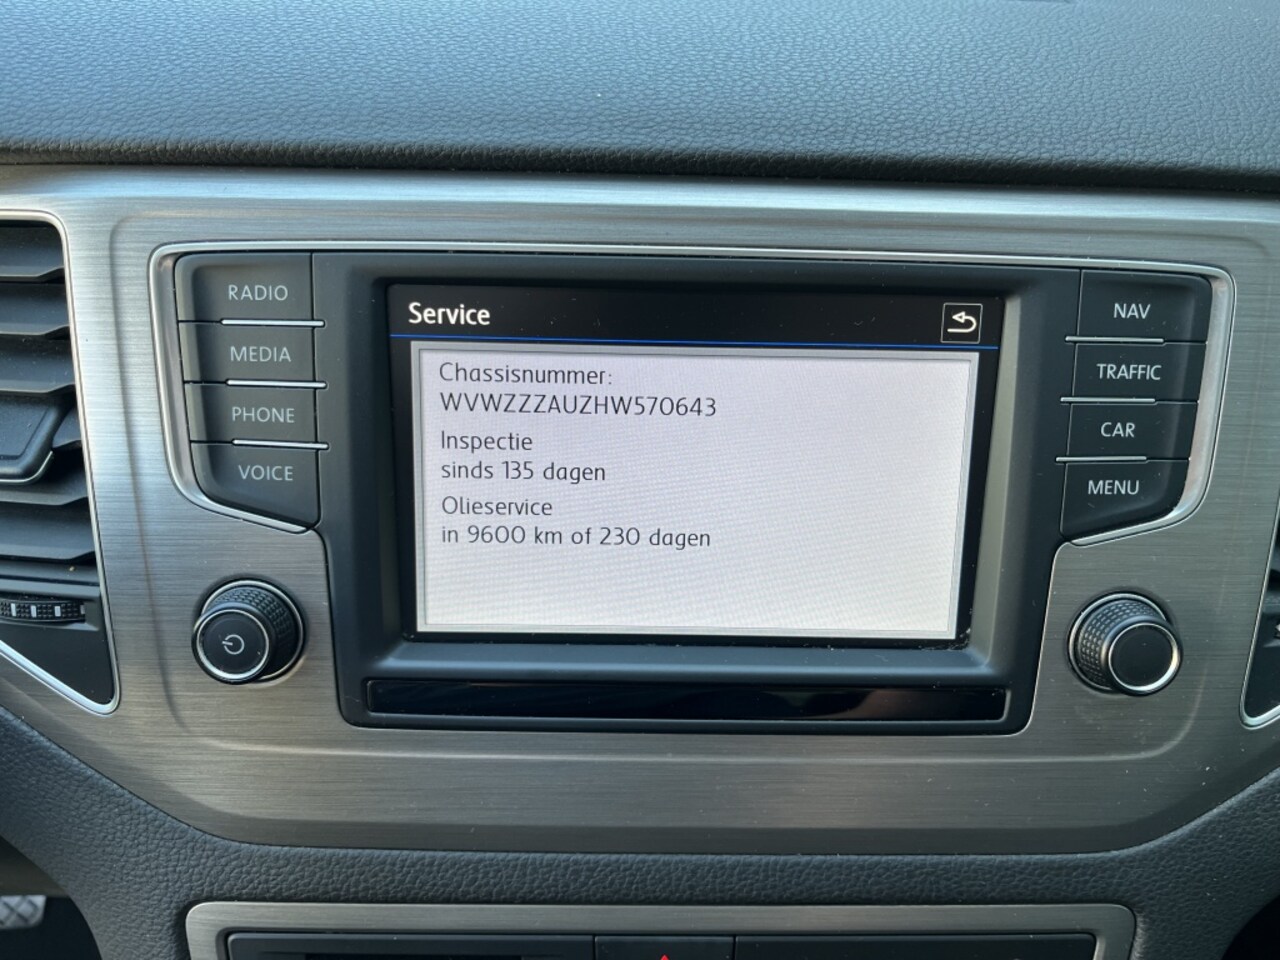 Service
Chassisnummer:
WVWZZZAUZHW570643
Inspectie
sinds 135 dagen
Olieservice
in 9600 km of 230 dagen
RADIO
MEDIA
PHONE
VOICE
NAV
TRAFFIC
CAR
MENU